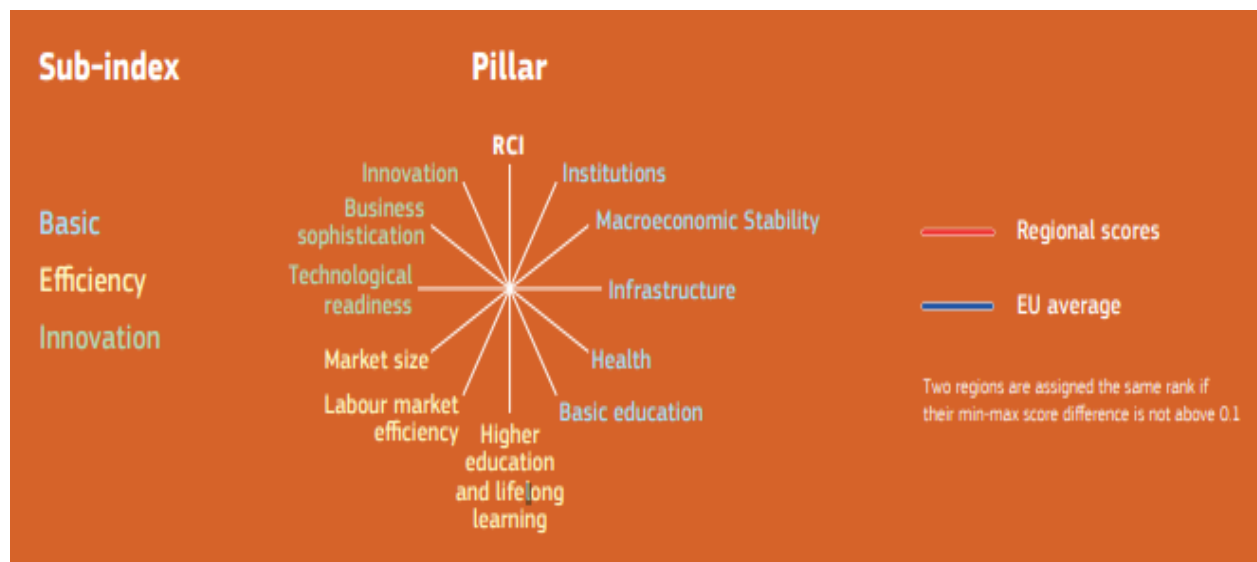 Sub-index
Pillar
Basic
Efficiency
Innovation
RCI
Institutions
Macroeconomic Stability
Infrastructure
Health
Basic education
Higher
education
and lifelong
learning
Labour market
efficiency
Market size
Technological
readiness
Business
sophistication
Innovation
Regional scores
EU average
Two regions are assigned the same rank if
their min-max score difference is not above 0.1